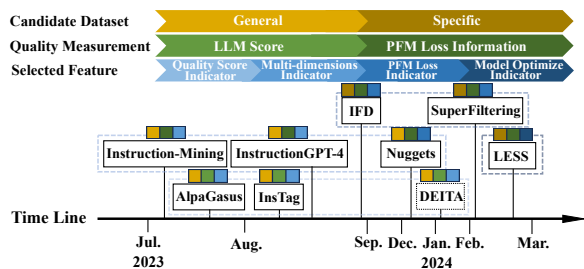 Candidate Dataset General Specific
Quality Measurement LLM Score PFM Loss Information
Selected Feature Quality Score Indicator Multi-dimensions Indicator PFM Loss Indicator Model Optimize Indicator
IFD SuperFiltering
Instruction-Mining InstructionGPT-4 Nuggets LESS
AlpaGasus InsTag DEITA
Time Line
Jul. Aug. Sep. Dec. Jan. Feb. Mar.
2023 2024